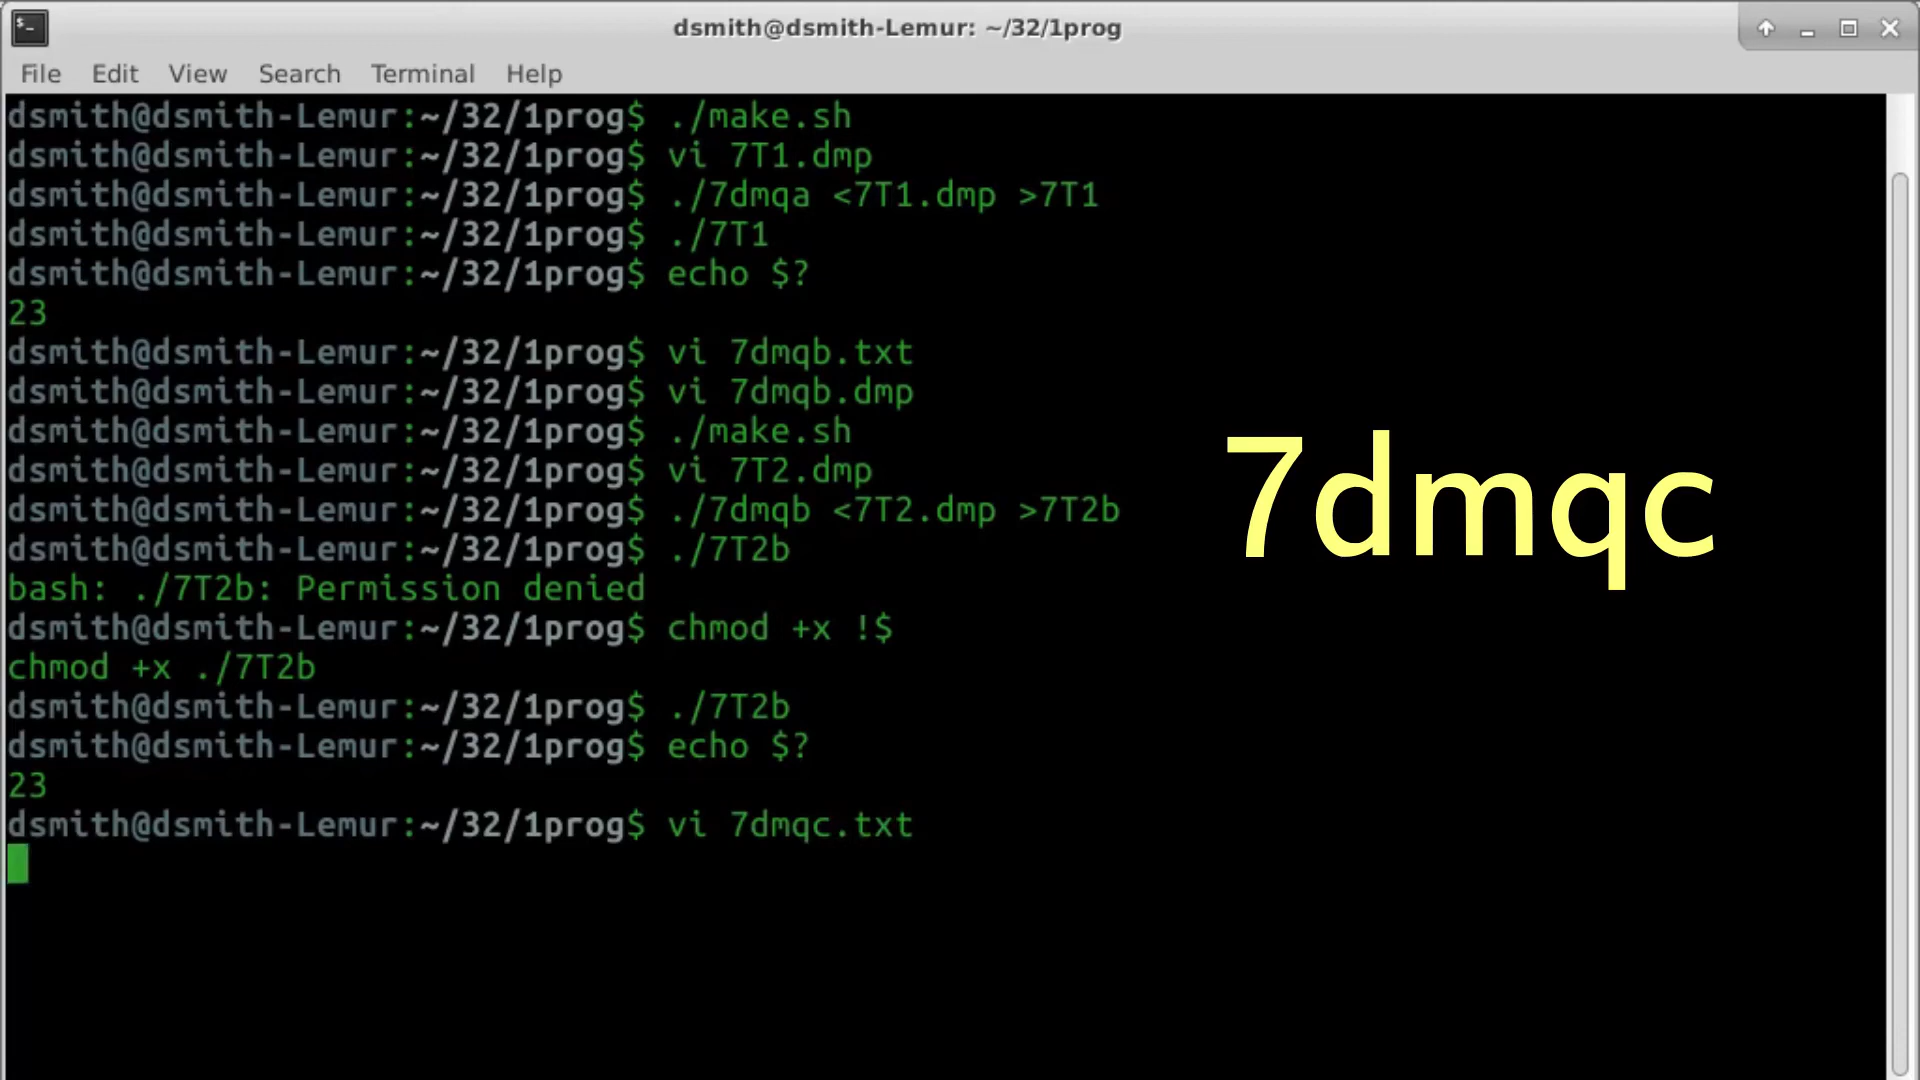 dsmith@dsmith-Lemur: ~/32/1prog
File Edit View Search Terminal Help
dsmith@dsmith-Lemur:~/32/1prog$ ./make.sh
dsmith@dsmith-Lemur:~/32/1prog$ vi 7T1.dmp
dsmith@dsmith-Lemur:~/32/1prog$ ./7dmqa <7T1.dmp >7T1
dsmith@dsmith-Lemur:~/32/1prog$ ./7T1
dsmith@dsmith-Lemur:~/32/1prog$ echo $?
23
dsmith@dsmith-Lemur:~/32/1prog$ vi 7dmqb.txt
dsmith@dsmith-Lemur:~/32/1prog$ vi 7dmqb.dmp
dsmith@dsmith-Lemur:~/32/1prog$ ./make.sh
dsmith@dsmith-Lemur:~/32/1prog$ vi 7T2.dmp
dsmith@dsmith-Lemur:~/32/1prog$ ./7dmqb <7T2.dmp >7T2b
dsmith@dsmith-Lemur:~/32/1prog$ ./7T2b
bash: ./7T2b: Permission denied
dsmith@dsmith-Lemur:~/32/1prog$ chmod +x !$
chmod +x ./7T2b
dsmith@dsmith-Lemur:~/32/1prog$ ./7T2b
dsmith@dsmith-Lemur:~/32/1prog$ echo $?
23
dsmith@dsmith-Lemur:~/32/1prog$ vi 7dmqc.txt
7dmqc